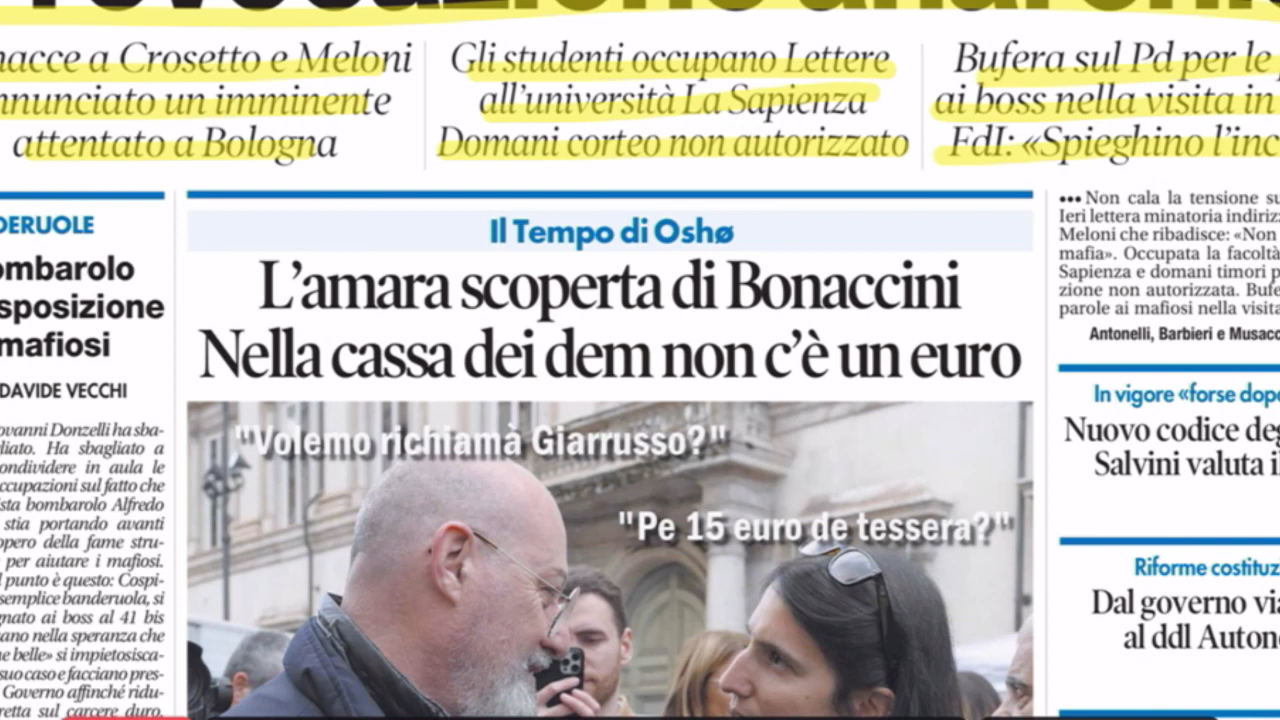 nacce a Crosetto e Meloni
nnunciato un imminente
attentato a Bologna
Gli studenti occupano Lettere
all'università La Sapienza
Domani corteo non autorizzato
Bufera sul Pd per le
ai boss nella visita in
FdI: «Spieghino l'inc
DERUOLE
ombarolo
sposizione
mafiosi
DAVIDE VECCHI
ovanni Donzelli ha sba-
gliato. Ha sbagliato a
condividere in aula le
ccupazioni sul fatto che
ista bombarolo Alfredo
stia portando avanti
opero della fame stru-
per aiutare i mafiosi.
l punto è questo: Cospi-
semplice banderuola, si
gnato ai boss al 41 bis
ano nella speranza che
e belle» si impietosisca-
suo caso e facciano pres-
Governo affinché ridu-
retta sul carcere duro.
Il Tempo di Oshø
L'amara scoperta di Bonaccini
Nella cassa dei dem non c'è un euro
"Volemo richiamà Giarrusso?"
"Pe 15 euro de tessera?"
••• Non cala la tensione su
Ieri lettera minatoria indiriz
Meloni che ribadisce: «Non
mafia». Occupata la facoltà
Sapienza e domani timori p
zione non autorizzata. Bufe
parole ai mafiosi nella visita
Antonelli, Barbieri e Musacc
In vigore «forse dopo
Nuovo codice deg
Salvini valuta il
Riforme costituz
Dal governo via
al ddl Auton